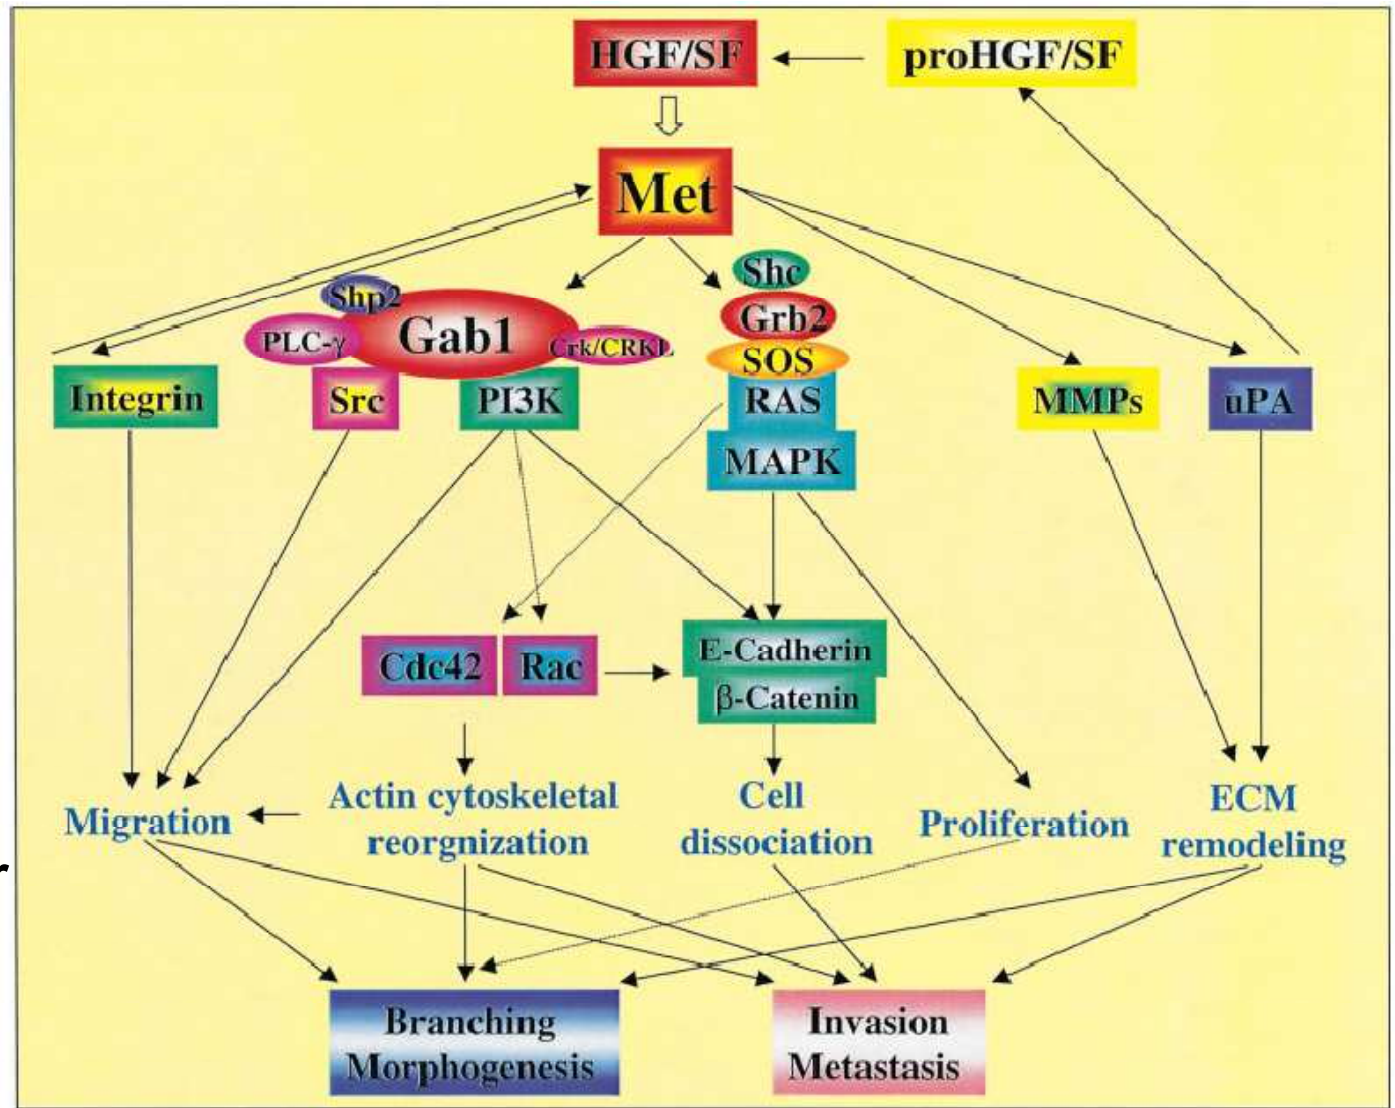 HGF/SF
proHGF/SF
Met
Shc
Shp2
Grb2
PLC-γ
Gab1
Crk/CRKL
SOS
Integrin
Src
PI3K
RAS
MMPs
uPA
MAPK
Cdc42
Rac
E-Cadherin
β-Catenin
Migration
Actin cytoskeletal
reorgnization
Cell
dissociation
Proliferation
ECM
remodeling
r
Branching
Morphogenesis
Invasion
Metastasis